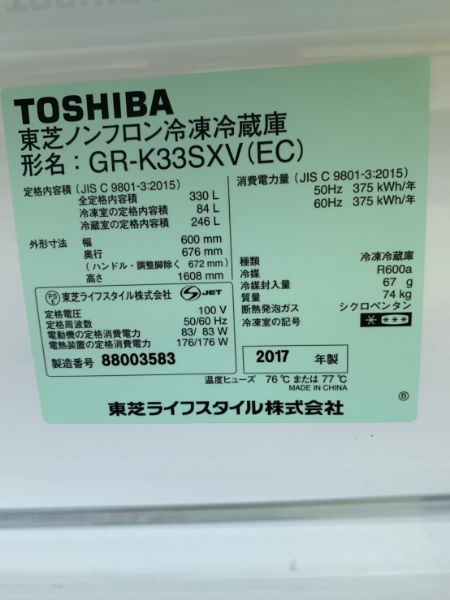 TOSHIBA
東芝ノンフロン冷凍冷蔵庫
形名：GR-K33SXV(EC)
定格内容積 (JIS C 9801-3:2015)
全定格内容積 330 L
冷凍室の定格内容積 84 L
冷蔵室の定格内容積 246 L
外形寸法 幅 600 mm
奥行 676 mm
(ハンドル・調整脚除く 672 mm)
高さ 1608 mm
消費電力量 (JIS C 9801-3:2015)
50Hz 375 kWh/年
60Hz 375 kWh/年
種類 冷凍冷蔵庫
冷媒 R600a
冷媒封入量 67 g
質量 74 kg
断熱発泡ガス シクロペンタン
冷凍室の記号
PS E 東芝ライフスタイル株式会社 S JET
定格電圧 100 V
定格周波数 50/60 Hz
電動機の定格消費電力 83/ 83 W
電熱装置の定格消費電力 176/176 W
製造番号 88003583
2017 年製
温度ヒューズ 76℃ または 77℃
MADE IN CHINA
東芝ライフスタイル株式会社
Ⓑ